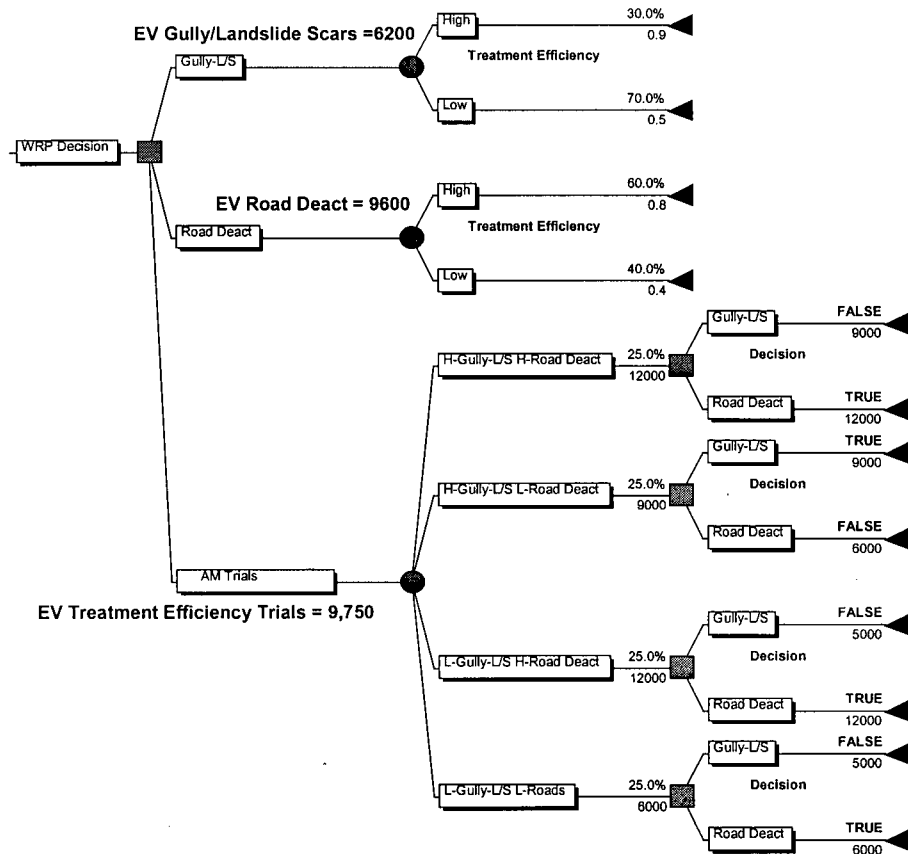 EV Gully/Landslide Scars =6200
Gully-L/S
High
30.0%
0.9
Treatment Efficiency
Low
70.0%
0.5
WRP Decision
EV Road Deact = 9600
Road Deact
High
60.0%
0.8
Treatment Efficiency
Low
40.0%
0.4
AM Trials
EV Treatment Efficiency Trials = 9,750
H-Gully-L/S H-Road Deact
25.0%
12000
Gully-L/S
FALSE
9000
Decision
Road Deact
TRUE
12000
H-Gully-L/S L-Road Deact
25.0%
9000
Gully-L/S
TRUE
9000
Decision
Road Deact
FALSE
6000
L-Gully-L/S H-Road Deact
25.0%
12000
Gully-L/S
FALSE
5000
Decision
Road Deact
TRUE
12000
L-Gully-L/S L-Roads
25.0%
6000
Gully-L/S
FALSE
5000
Decision
Road Deact
TRUE
6000